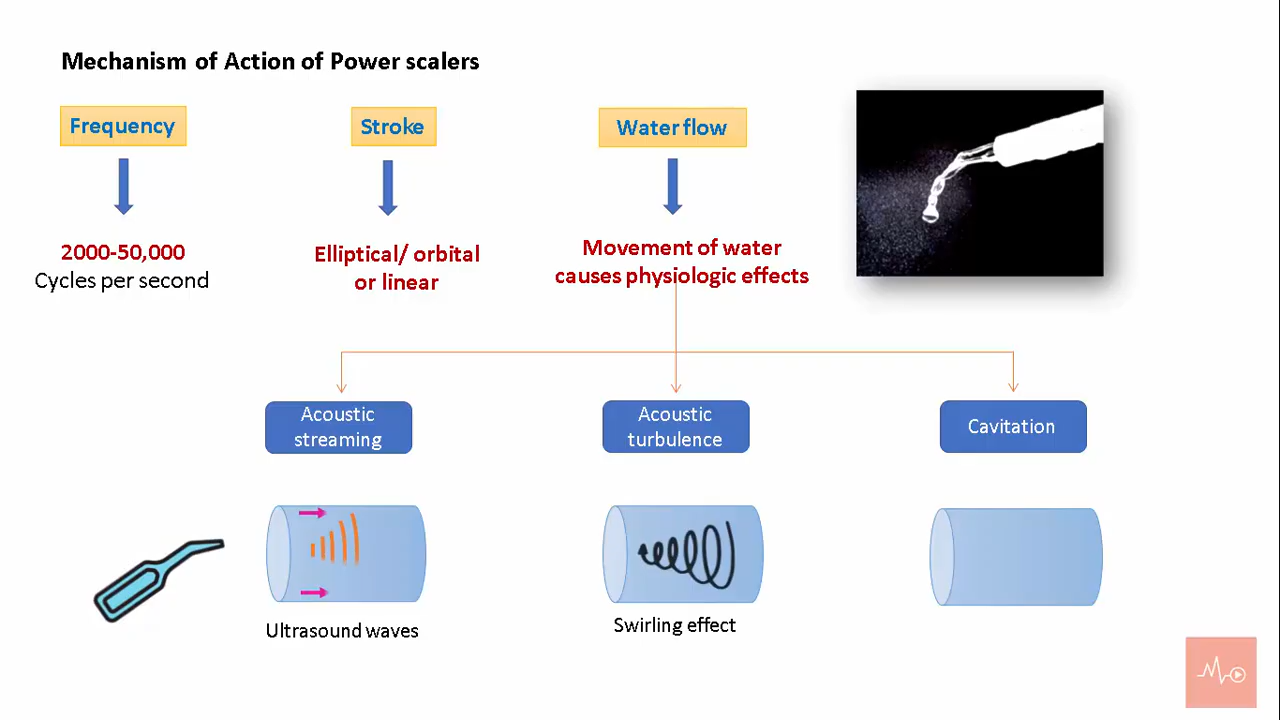 Mechanism of Action of Power scalers
Frequency
Stroke
Water flow
2000-50,000
Cycles per second
Elliptical/ orbital
or linear
Movement of water
causes physiologic effects
Acoustic
streaming
Acoustic
turbulence
Cavitation
Ultrasound waves
Swirling effect